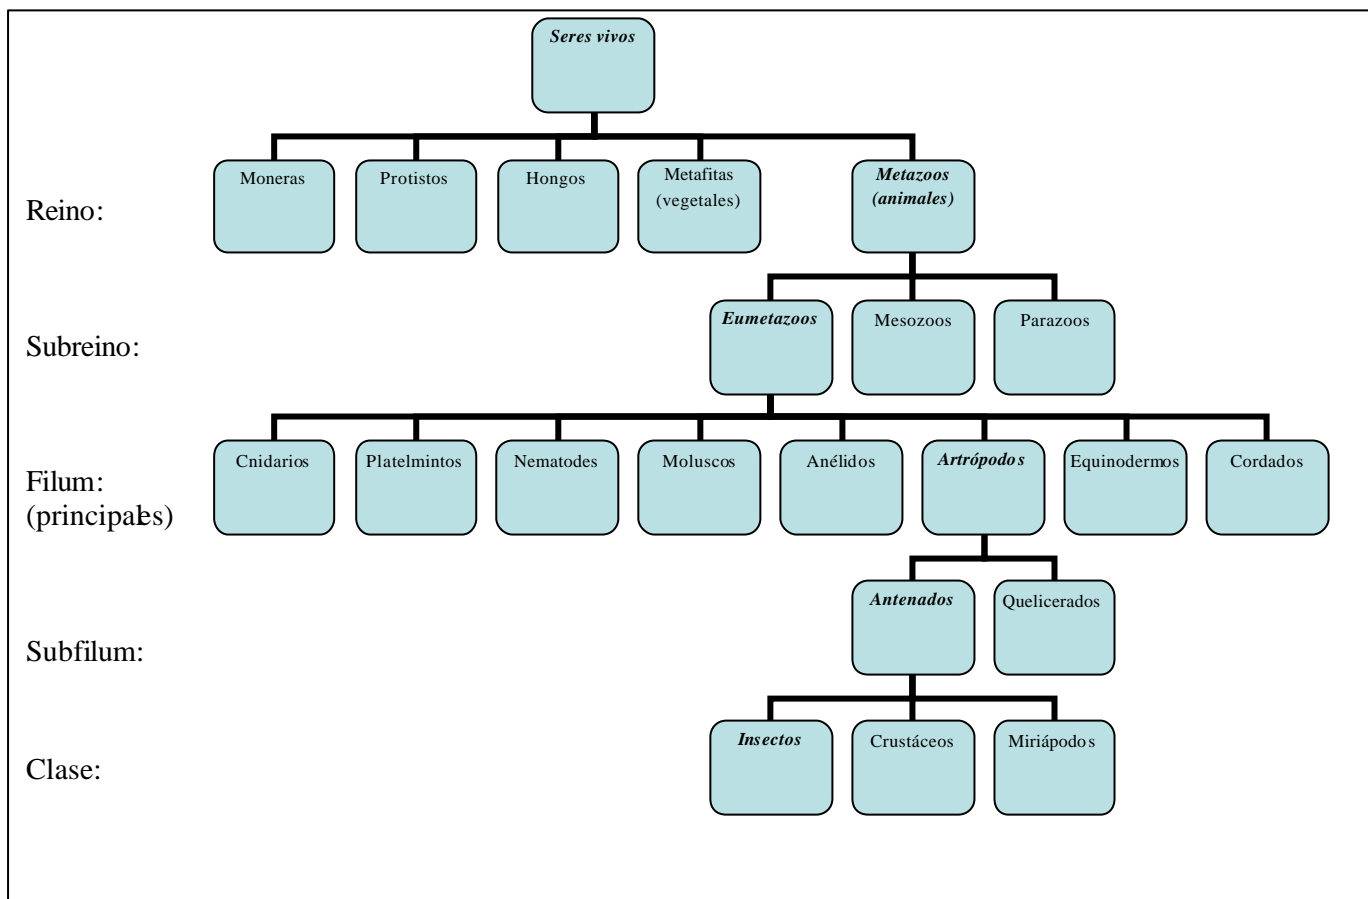 Seres vivos
Reino:
Moneras
Protistos
Hongos
Metafitas
(vegetales)
Metazoos
(animales)
Subreino:
Eumetazoos
Mesozoos
Parazoos
Filum:
(principales)
Cnidarios
Platelmintos
Nematodes
Moluscos
Anélidos
Artrópodos
Equinodermos
Cordados
Subfilum:
Antenados
Quelicerados
Clase:
Insectos
Crustáceos
Miriápodos